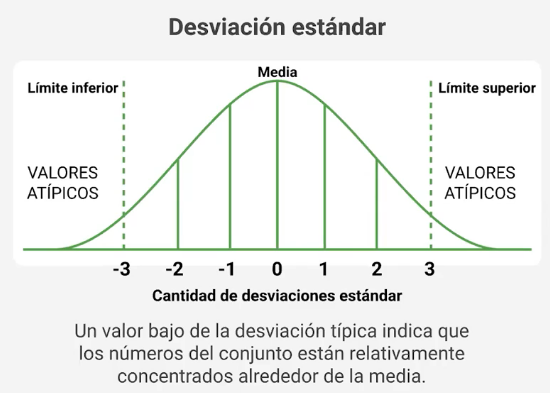 Desviación estándar
Media
Límite inferior
Límite superior
VALORES
ATÍPICOS
VALORES
ATÍPICOS
-3 -2 -1 0 1 2 3
Cantidad de desviaciones estándar
Un valor bajo de la desviación típica indica que
los números del conjunto están relativamente
concentrados alrededor de la media.